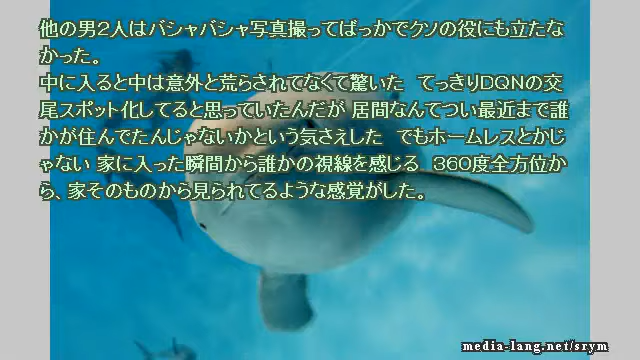 他の男２人はバシャバシャ写真撮ってばっかでクソの役にも立たな
かった。
中に入ると中は意外と荒らされてなくて驚いた　てっきりDQNの交
尾スポット化してると思っていたんだが 居間なんてつい最近まで誰
かが住んでたんじゃないかという気さえした　でもホームレスとかじ
ゃない 家に入った瞬間から誰かの視線を感じる　360度全方位か
ら、家そのものから見られてるような感覚がした。
media-lang.net/srym